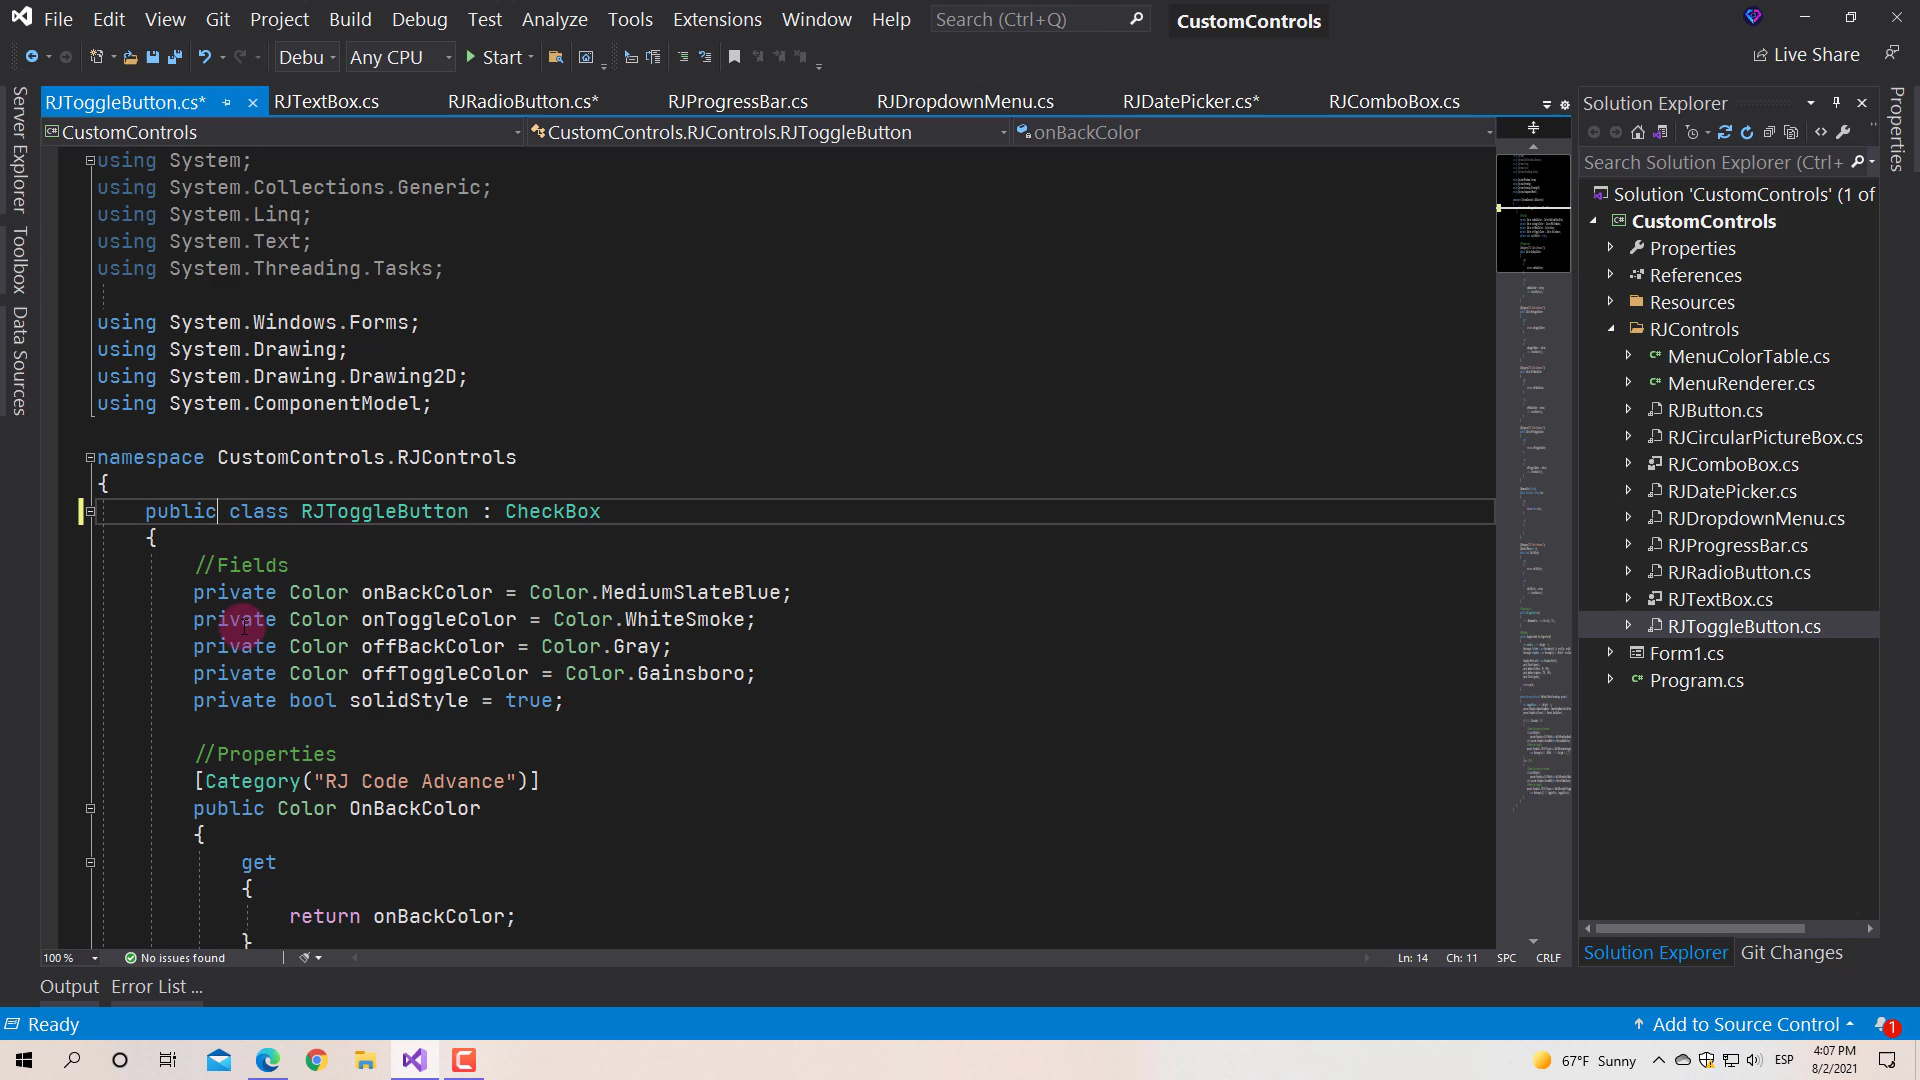 File Edit View Git Project Build Debug Test Analyze Tools Extensions Window Help Search (Ctrl+Q) CustomControls
Debu Any CPU Start Live Share
RJToggleButton.cs* RJTextBox.cs RJRadioButton.cs* RJProgressBar.cs RJDropdownMenu.cs RJDatePicker.cs* RJComboBox.cs
CustomControls CustomControls.RJControls.RJToggleButton onBackColor
Server Explorer
Toolbox
Data Sources
using System;
using System.Collections.Generic;
using System.Linq;
using System.Text;
using System.Threading.Tasks;
using System.Windows.Forms;
using System.Drawing;
using System.Drawing.Drawing2D;
using System.ComponentModel;
namespace CustomControls.RJControls
{
public class RJToggleButton : CheckBox
{
//Fields
private Color onBackColor = Color.MediumSlateBlue;
private Color onToggleColor = Color.WhiteSmoke;
private Color offBackColor = Color.Gray;
private Color offToggleColor = Color.Gainsboro;
private bool solidStyle = true;
//Properties
[Category("RJ Code Advance")]
public Color OnBackColor
{
get
{
return onBackColor;
}
100 % No issues found Ln: 14 Ch: 11 SPC CRLF
Output Error List ...
Solution Explorer
Search Solution Explorer (Ctrl+
Solution 'CustomControls' (1 of
CustomControls
Properties
References
Resources
RJControls
MenuColorTable.cs
MenuRenderer.cs
RJButton.cs
RJCircularPictureBox.cs
RJComboBox.cs
RJDatePicker.cs
RJDropdownMenu.cs
RJProgressBar.cs
RJRadioButton.cs
RJTextBox.cs
RJToggleButton.cs
Form1.cs
Program.cs
Solution Explorer Git Changes
Properties
Ready Add to Source Control 1
67°F Sunny ESP 4:07 PM
8/2/2021